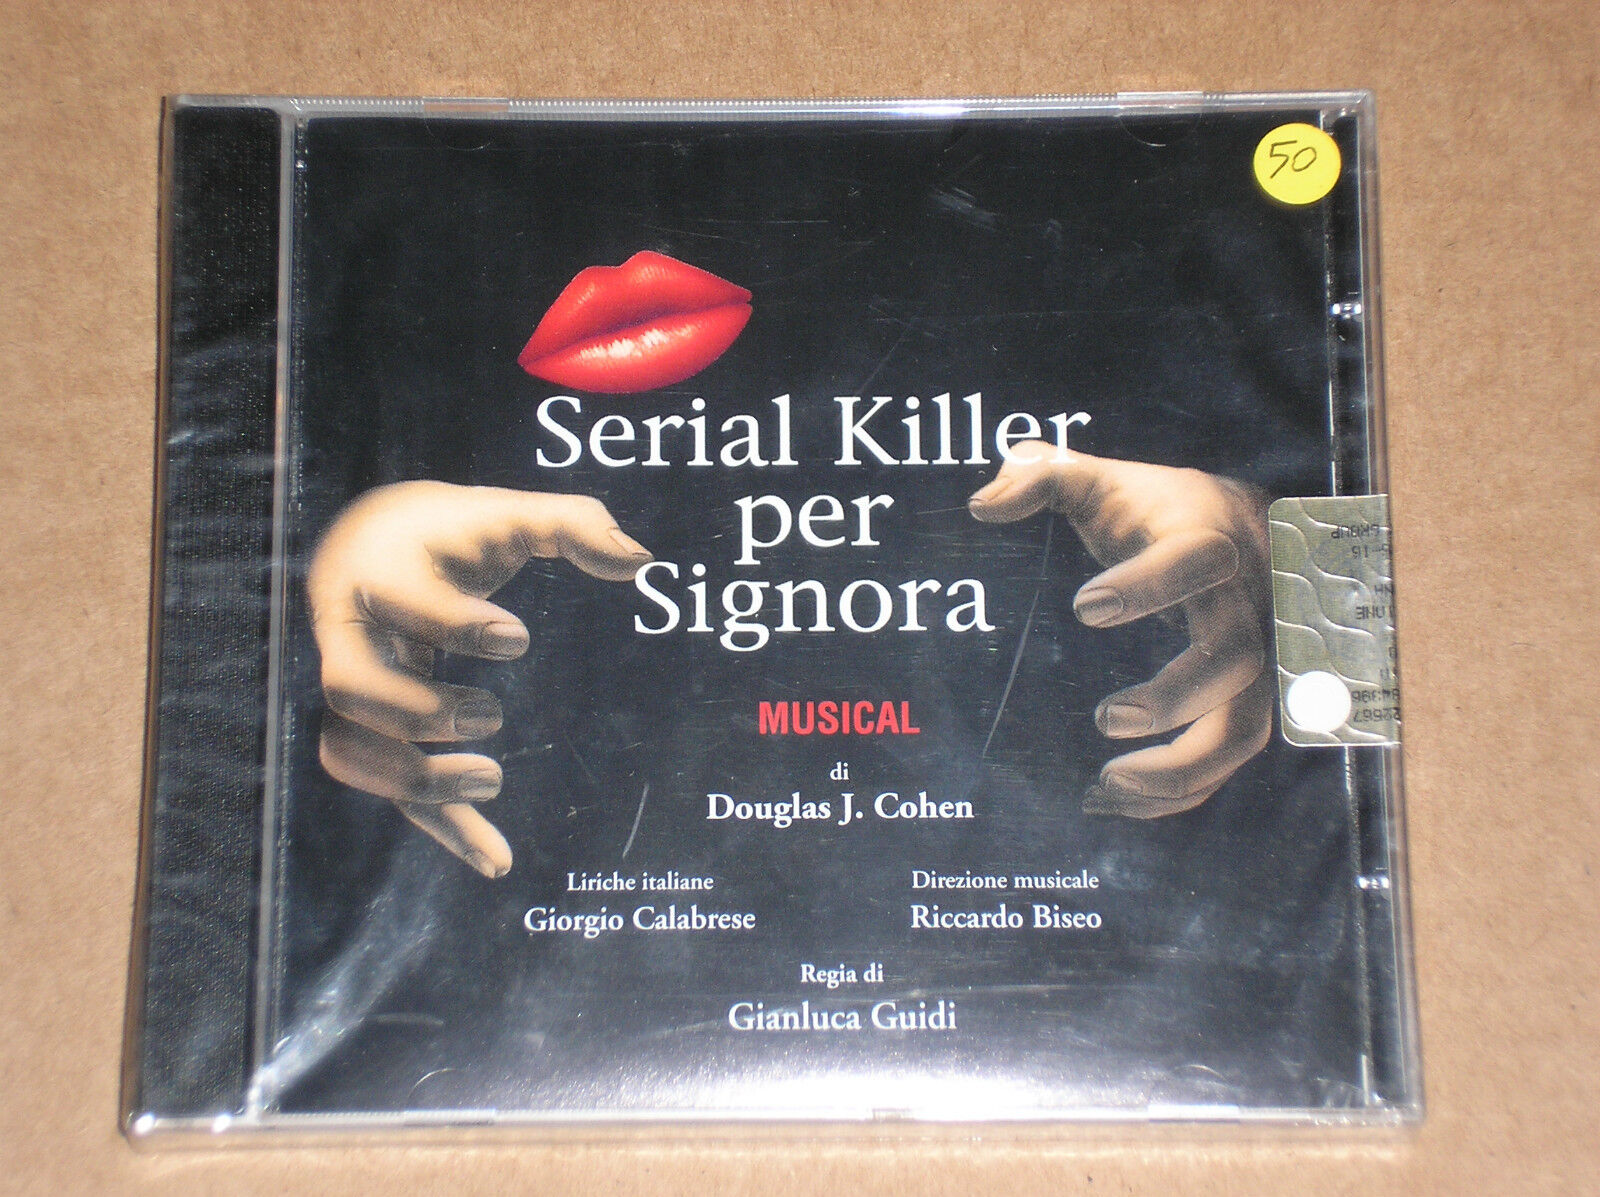 50
Serial Killer
per
Signora
MUSICAL
di
Douglas J. Cohen
Liriche italiane
Giorgio Calabrese
Direzione musicale
Riccardo Biseo
Regia di
Gianluca Guidi
GROUP